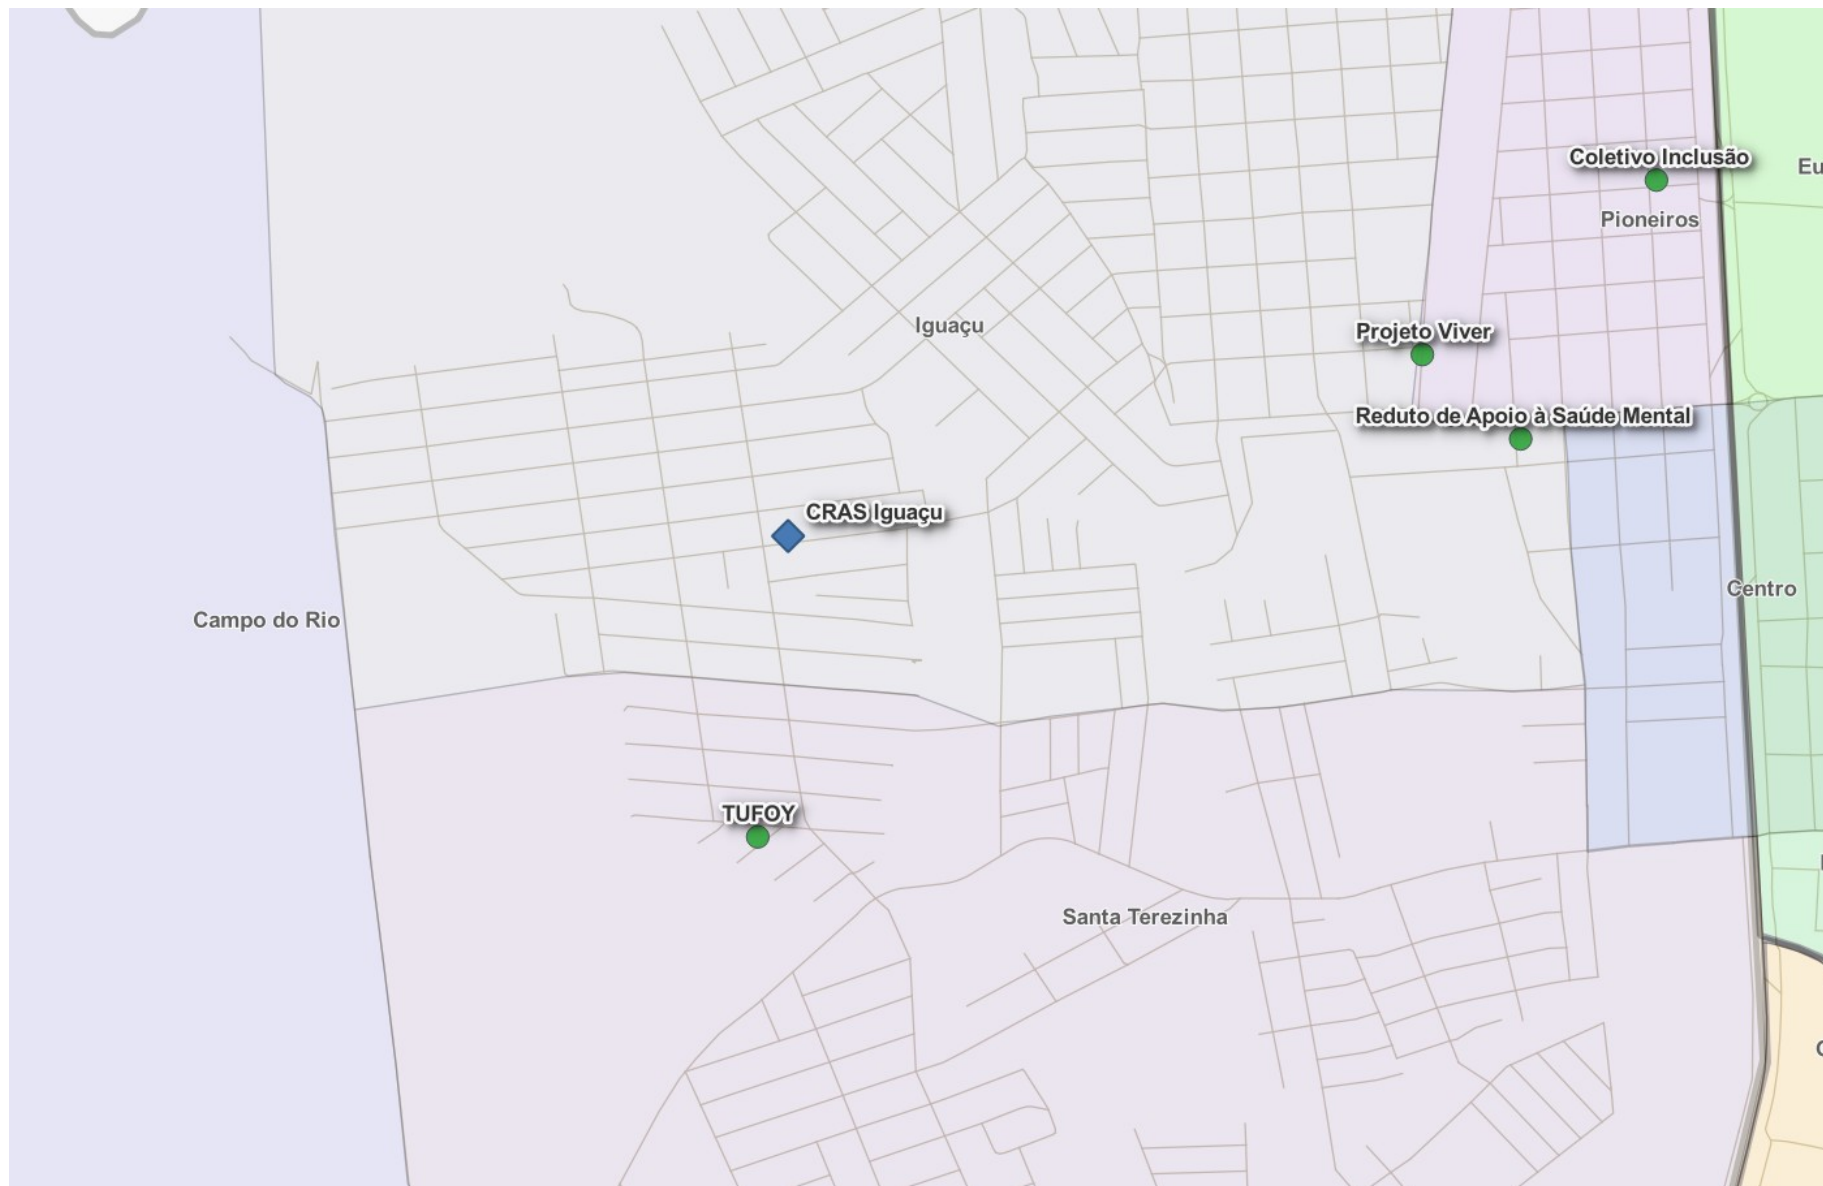 Coletivo Inclusão
Eu
Pioneiros
Iguaçu
Projeto Viver
Reduto de Apoio à Saúde Mental
CRAS Iguaçu
Centro
Campo do Rio
TUFOY
Santa Terezinha